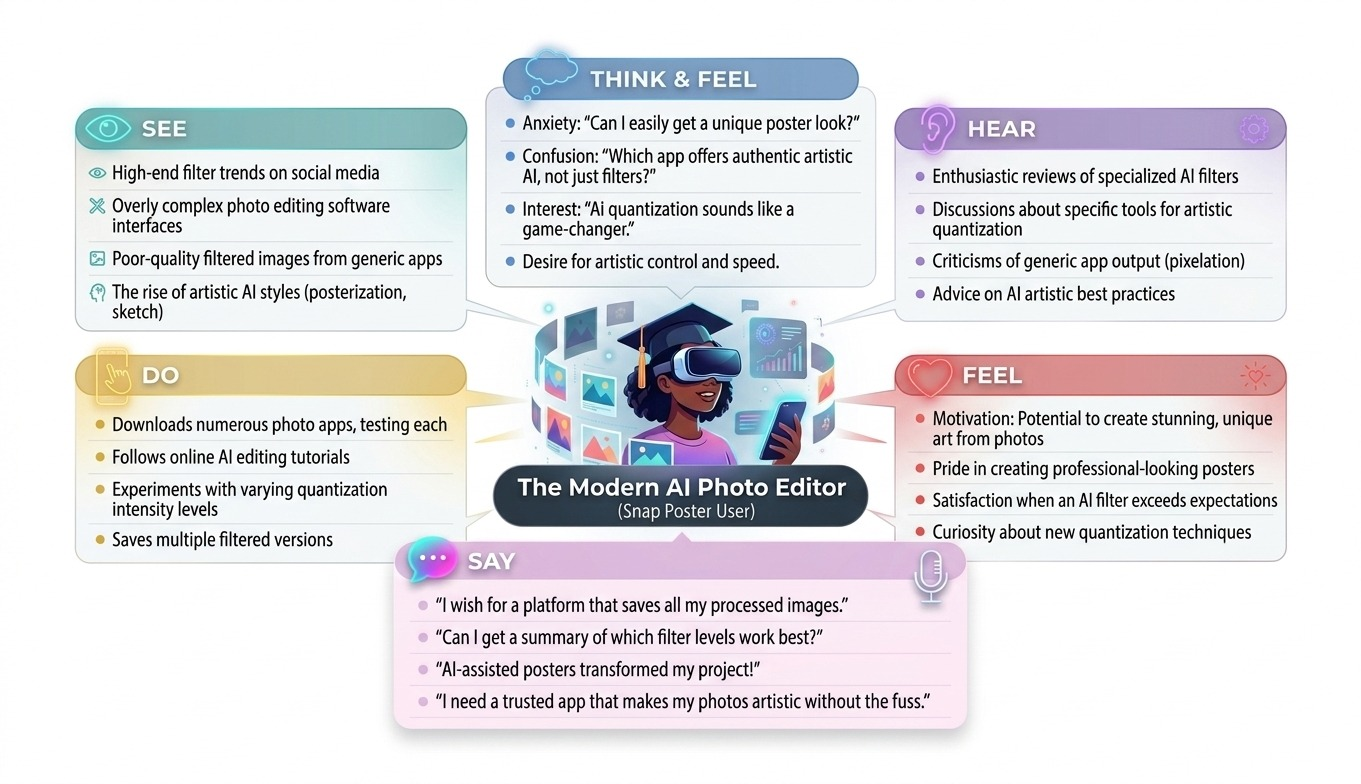 THINK & FEEL
Anxiety: “Can I easily get a unique poster look?”
Confusion: “Which app offers authentic artistic
AI, not just filters?”
Interest: “Ai quantization sounds like a
game-changer.”
Desire for artistic control and speed.
SEE
High-end filter trends on social media
Overly complex photo editing software
interfaces
Poor-quality filtered images from generic apps
The rise of artistic AI styles (posterization,
sketch)
HEAR
Enthusiastic reviews of specialized AI filters
Discussions about specific tools for artistic
quantization
Criticisms of generic app output (pixelation)
Advice on AI artistic best practices
DO
Downloads numerous photo apps, testing each
Follows online AI editing tutorials
Experiments with varying quantization
intensity levels
Saves multiple filtered versions
FEEL
Motivation: Potential to create stunning, unique
art from photos
Pride in creating professional-looking posters
Satisfaction when an AI filter exceeds expectations
Curiosity about new quantization techniques
The Modern AI Photo Editor
(Snap Poster User)
SAY
“I wish for a platform that saves all my processed images.”
“Can I get a summary of which filter levels work best?”
“AI-assisted posters transformed my project!”
“I need a trusted app that makes my photos artistic without the fuss.”